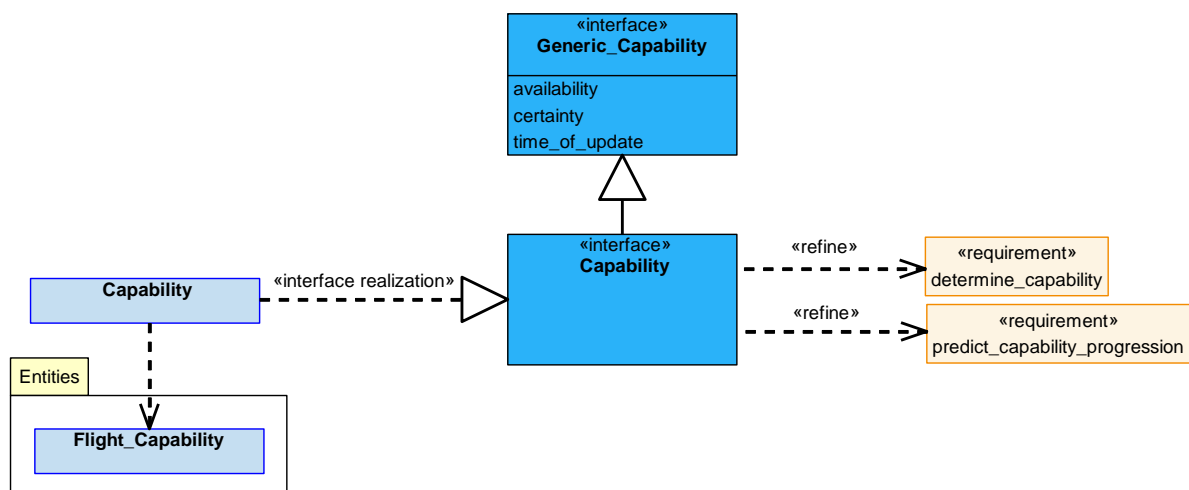 «interface»
Generic_Capability
availability
certainty
time_of_update
«interface»
Capability
«refine»
«requirement»
determine_capability
«refine»
«requirement»
predict_capability_progression
«interface realization»
Capability
Entities
Flight_Capability